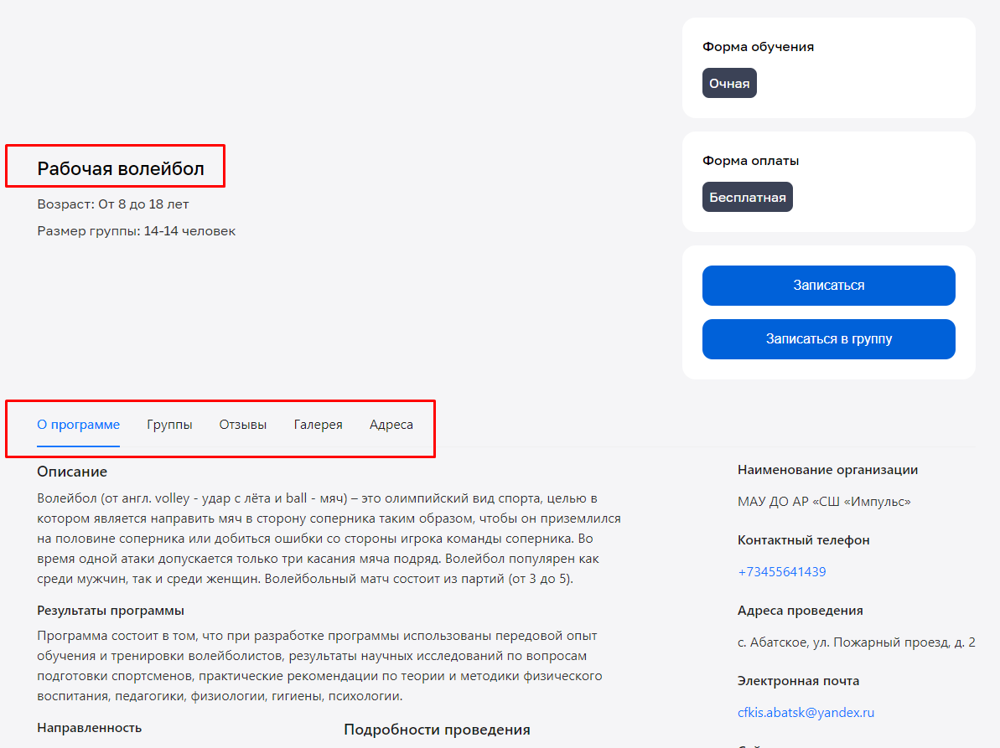 Форма обучения
Очная
Рабочая волейбол
Возраст: От 8 до 18 лет
Размер группы: 14-14 человек
Форма оплаты
Бесплатная
Записаться
Записаться в группу
О программе Группы Отзывы Галерея Адреса
Описание
Волейбол (от англ. volley - удар с лёта и ball - мяч) – это олимпийский вид спорта, целью в
котором является направить мяч в сторону соперника таким образом, чтобы он приземлился
на половине соперника или добиться ошибки со стороны игрока команды соперника. Во
время одной атаки допускается только три касания мяча подряд. Волейбол популярен как
среди мужчин, так и среди женщин. Волейбольный матч состоит из партий (от 3 до 5).
Результаты программы
Программа состоит в том, что при разработке программы использованы передовой опыт
обучения и тренировки волейболистов, результаты научных исследований по вопросам
подготовки спортсменов, практические рекомендации по теории и методики физического
воспитания, педагогики, физиологии, гигиены, психологии.
Направленность
Подробности проведения
Наименование организации
МАУ ДО АР «СШ «Импульс»
Контактный телефон
+73455641439
Адреса проведения
с. Абатское, ул. Пожарный проезд, д. 2
Электронная почта
cfkis.abatsk@yandex.ru